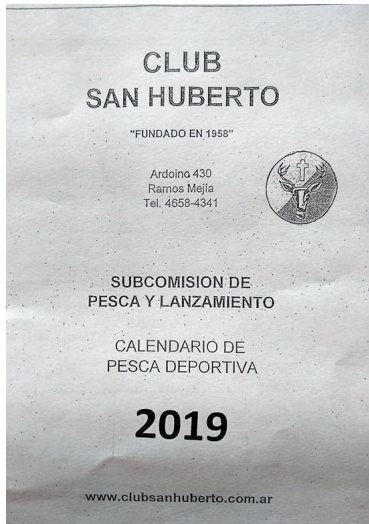 CLUB
SAN HUBERTO
"FUNDADO EN 1958"
Ardoino 430
Ramos Mejía
Tel. 4658-4341
SUBCOMISION DE
PESCA Y LANZAMIENTO
CALENDARIO DE
PESCA DEPORTIVA
2019
www.clubsanhuberto.com.ar